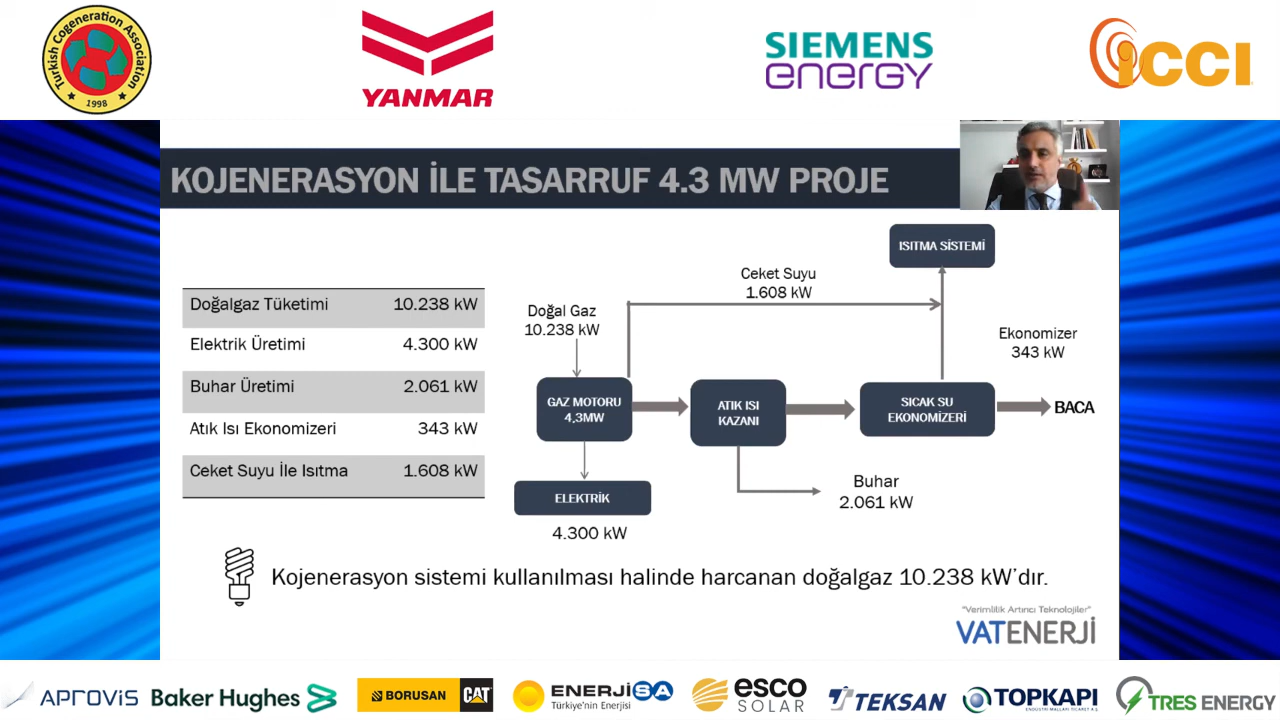 Turkish Cogeneration Association
1998
YANMAR
SIEMENS
energy
iCCI
KOJENERASYON İLE TASARRUF 4.3 MW PROJE
ISITMA SİSTEMİ
Ceket Suyu
1.608 kW
Doğalgaz Tüketimi 10.238 kW
Elektrik Üretimi 4.300 kW
Buhar Üretimi 2.061 kW
Atık Isı Ekonomizeri 343 kW
Ceket Suyu İle Isıtma 1.608 kW
Doğal Gaz
10.238 kW
Ekonomizer
343 kW
GAZ MOTORU
4.3MW
ATIK ISI
KAZANI
SICAK SU
EKONOMİZERİ
BACA
ELEKTRİK
4.300 kW
Buhar
2.061 kW
Kojenerasyon sistemi kullanılması halinde harcanan doğalgaz 10.238 kW'dır.
"Verimlilik Artırıcı Teknolojiler"
VATENERJİ
APROVIS
Baker Hughes
BORUSAN CAT
ENERJİSA
Türkiye'nin Enerjisi
esco
SOLAR
TEKSAN
TOPKAPI
ENDÜSTRİ MALLARI TİCARET A.Ş.
TRES ENERGY